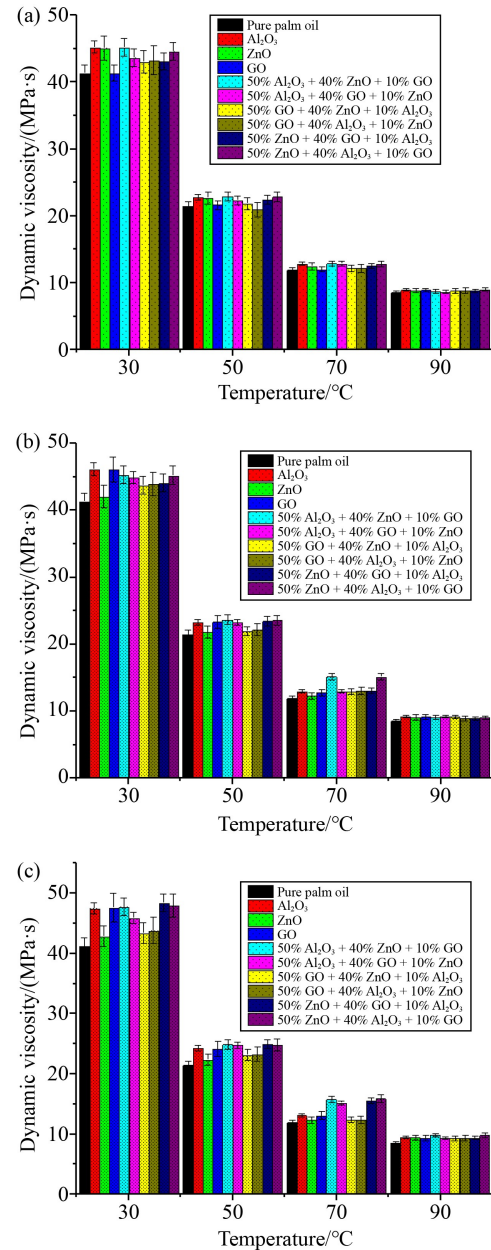 (a)
50
40
30
20
10
0
Dynamic viscosity/(MPa·s)
Pure palm oil
Al₂O₃
ZnO
GO
50% Al₂O₃ + 40% ZnO + 10% GO
50% Al₂O₃ + 40% GO + 10% ZnO
50% GO + 40% ZnO + 10% Al₂O₃
50% GO + 40% Al₂O₃ + 10% ZnO
50% ZnO + 40% GO + 10% Al₂O₃
50% ZnO + 40% Al₂O₃ + 10% GO
30 50 70 90
Temperature/°C
(b)
50
40
30
20
10
0
Dynamic viscosity/(MPa·s)
Pure palm oil
Al₂O₃
ZnO
GO
50% Al₂O₃ + 40% ZnO + 10% GO
50% Al₂O₃ + 40% GO + 10% ZnO
50% GO + 40% ZnO + 10% Al₂O₃
50% GO + 40% Al₂O₃ + 10% ZnO
50% ZnO + 40% GO + 10% Al₂O₃
50% ZnO + 40% Al₂O₃ + 10% GO
30 50 70 90
Temperature/°C
(c)
50
40
30
20
10
0
Dynamic viscosity/(MPa·s)
Pure palm oil
Al₂O₃
ZnO
GO
50% Al₂O₃ + 40% ZnO + 10% GO
50% Al₂O₃ + 40% GO + 10% ZnO
50% GO + 40% ZnO + 10% Al₂O₃
50% GO + 40% Al₂O₃ + 10% ZnO
50% ZnO + 40% GO + 10% Al₂O₃
50% ZnO + 40% Al₂O₃ + 10% GO
30 50 70 90
Temperature/°C